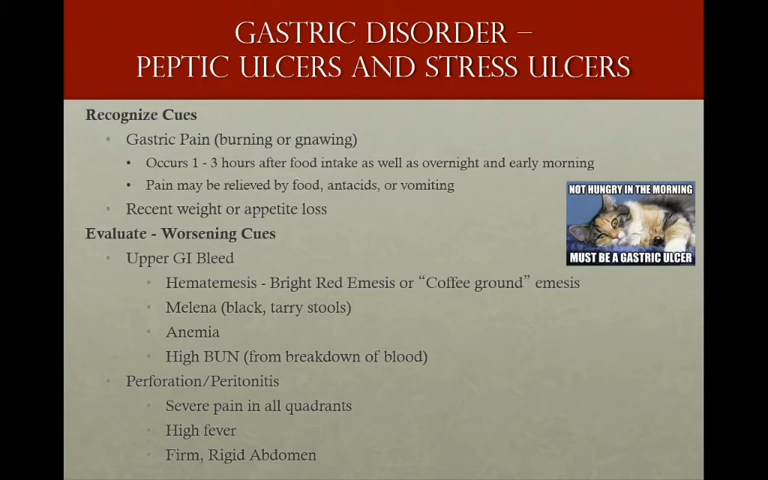 GASTRIC DISORDER –
PEPTIC ULCERS AND STRESS ULCERS
Recognize Cues
• Gastric Pain (burning or gnawing)
• Occurs 1 - 3 hours after food intake as well as overnight and early morning
• Pain may be relieved by food, antacids, or vomiting
• Recent weight or appetite loss
NOT HUNGRY IN THE MORNING
MUST BE A GASTRIC ULCER
Evaluate - Worsening Cues
• Upper GI Bleed
• Hematemesis - Bright Red Emesis or “Coffee ground” emesis
• Melena (black, tarry stools)
• Anemia
• High BUN (from breakdown of blood)
• Perforation/Peritonitis
• Severe pain in all quadrants
• High fever
• Firm, Rigid Abdomen